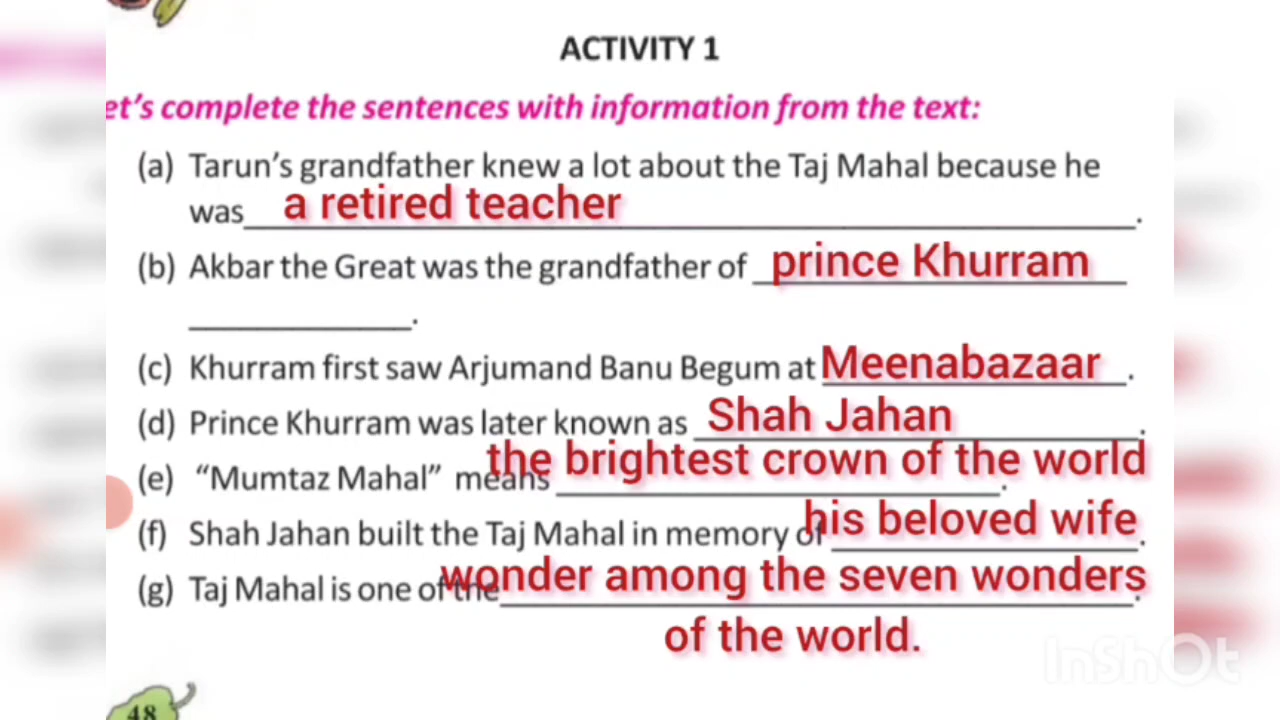 ACTIVITY 1
et's complete the sentences with information from the text:
(a) Tarun's grandfather knew a lot about the Taj Mahal because he
was a retired teacher.
(b) Akbar the Great was the grandfather of prince Khurram
.
(c) Khurram first saw Arjumand Banu Begum at Meenabazaar.
(d) Prince Khurram was later known as Shah Jahan.
(e) “Mumtaz Mahal” means the brightest crown of the world.
(f) Shah Jahan built the Taj Mahal in memory of his beloved wife.
(g) Taj Mahal is one of the wonder among the seven wonders.
of the world.
48
InShOt